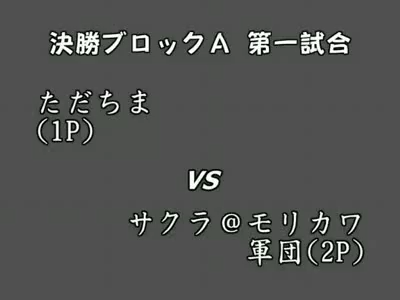 決勝ブロックＡ 第一試合
ただちま
(1P)
VS
サクラ＠モリカワ
軍団(2P)